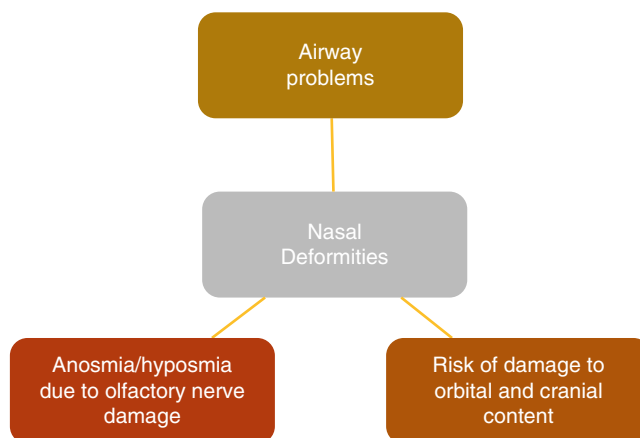 Airway
problems
Nasal
Deformities
Anosmia/hyposmia
due to olfactory nerve
damage
Risk of damage to
orbital and cranial
content